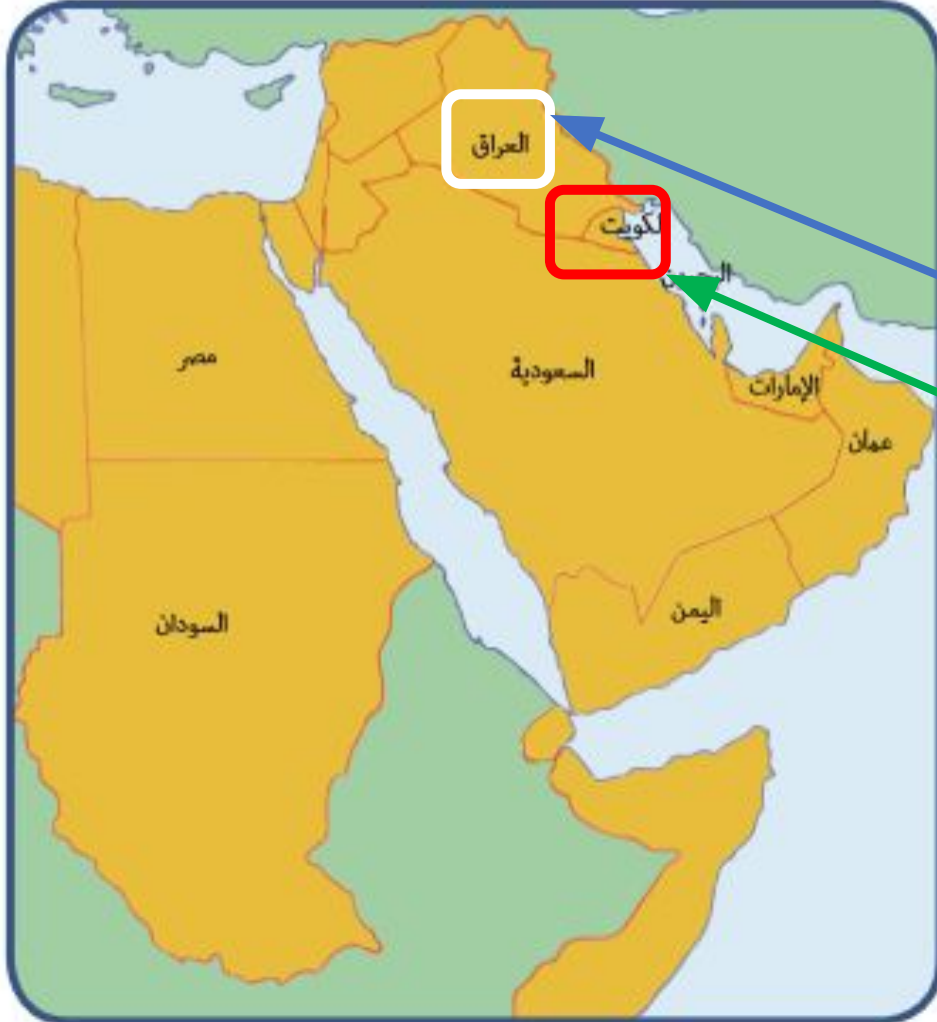 العراق
لكويت
مصر
السعودية
الإمارات
عمان
اليمن
السودان